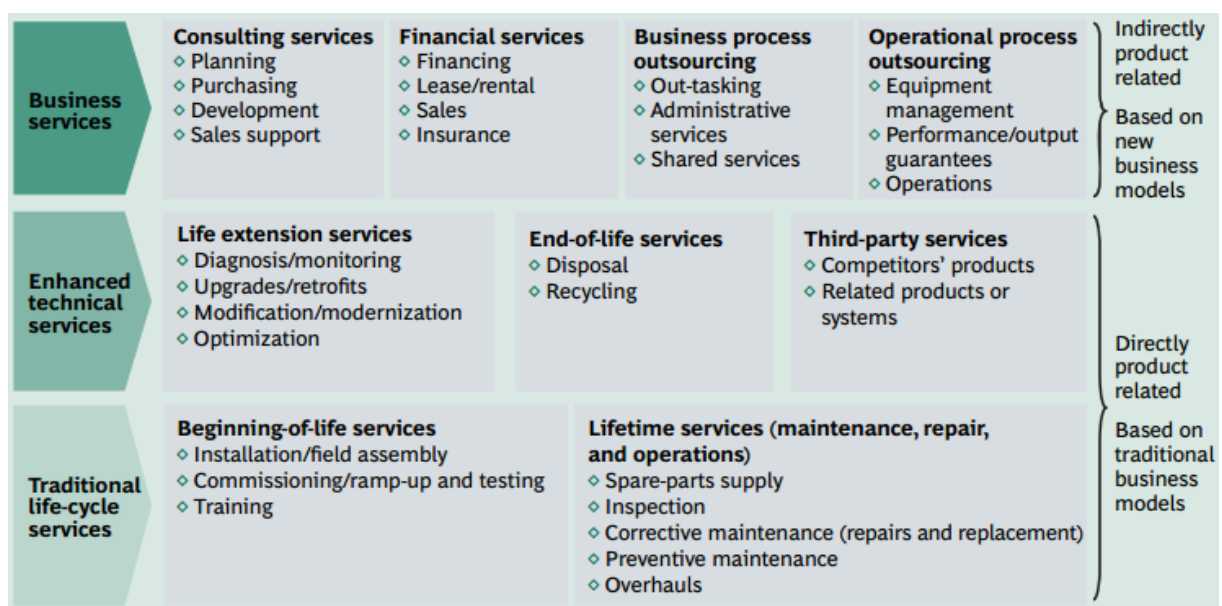 Business
services
Consulting services
◇ Planning
◇ Purchasing
◇ Development
◇ Sales support
Financial services
◇ Financing
◇ Lease/rental
◇ Sales
◇ Insurance
Business process
outsourcing
◇ Out-tasking
◇ Administrative
services
◇ Shared services
Operational process
outsourcing
◇ Equipment
management
◇ Performance/output
guarantees
◇ Operations
Indirectly
product
related
Based on
new
business
models
Enhanced
technical
services
Life extension services
◇ Diagnosis/monitoring
◇ Upgrades/retrofits
◇ Modification/modernization
◇ Optimization
End-of-life services
◇ Disposal
◇ Recycling
Third-party services
◇ Competitors’ products
◇ Related products or
systems
Traditional
life-cycle
services
Beginning-of-life services
◇ Installation/field assembly
◇ Commissioning/ramp-up and testing
◇ Training
Lifetime services (maintenance, repair,
and operations)
◇ Spare-parts supply
◇ Inspection
◇ Corrective maintenance (repairs and replacement)
◇ Preventive maintenance
◇ Overhauls
Directly
product
related
Based on
traditional
business
models